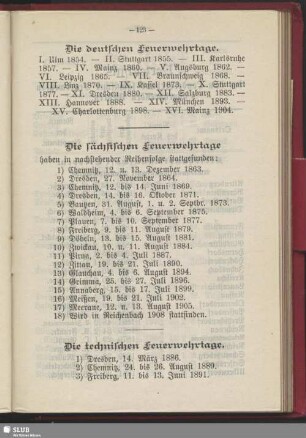 — 123 —
Die deutschen Feuerwehrtage.
I. Ulm 1854. — II. Stuttgart 1855. — III. Karlsruhe
1857. — IV. Mainz 1860. — V. Augsburg 1862. —
VI. Leipzig 1865. — VII. Braunschweig 1868. —
VIII. Linz 1870. — IX. Kassel 1873. — X. Stuttgart
1877. — XI. Dresden 1880. — XII. Salzburg 1883. —
XIII. Hannover 1888. — XIV. München 1893. —
XV. Charlottenburg 1898. — XVI. Mainz 1904.
Die sächsischen Feuerwehrtage
haben in nachstehender Reihenfolge stattgefunden:
1) Chemnitz, 12. u. 13. Dezember 1863.
2) Dresden, 27. November 1864.
3) Chemnitz, 12. bis 14. Juni 1869.
4) Dresden, 14. bis 16. Oktober 1871.
5) Bautzen, 31. August, 1. u. 2. Septbr. 1873.
6) Waldheim, 4. bis 6. September 1875.
7) Plauen, 7. bis 10. September 1877.
8) Freiberg, 9. bis 11. August 1879.
9) Döbeln, 13. bis 15. August 1881.
10) Zwickau, 10. u. 11. August 1884.
11) Pirna, 2. bis 4. Juli 1887.
12) Zittau, 19. bis 21. Juli 1890.
13) Glauchau, 4. bis 6. August 1894.
14) Grimma, 25. bis 27. August 1896.
15) Annaberg, 15. bis 17. Juli 1899.
16) Meißen, 19. bis 21. Juli 1902.
17) Meerane, 12. u. 13. August 1905.
18) Wird in Reichenbach 1908 stattfinden.
Die technischen Feuerwehrtage.
1) Dresden, 14. März 1886.
2) Chemnitz, 24. bis 26. August 1889.
3) Freiberg, 11. bis 13. Juni 1891.
SLUB